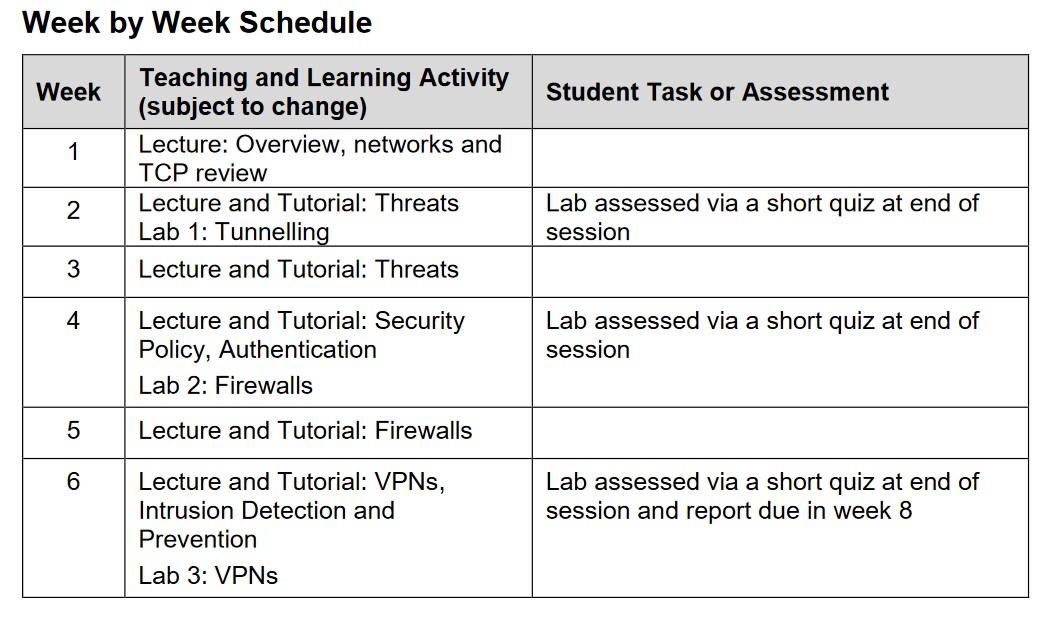 Week by Week Schedule
Week
Teaching and Learning Activity
(subject to change)
Student Task or Assessment
1
Lecture: Overview, networks and
TCP review
2
Lecture and Tutorial: Threats
Lab 1: Tunnelling
Lab assessed via a short quiz at end of
session
3
Lecture and Tutorial: Threats
4
Lecture and Tutorial: Security
Policy, Authentication
Lab 2: Firewalls
Lab assessed via a short quiz at end of
session
5
Lecture and Tutorial: Firewalls
6
Lecture and Tutorial: VPNs,
Intrusion Detection and
Prevention
Lab 3: VPNs
Lab assessed via a short quiz at end of
session and report due in week 8